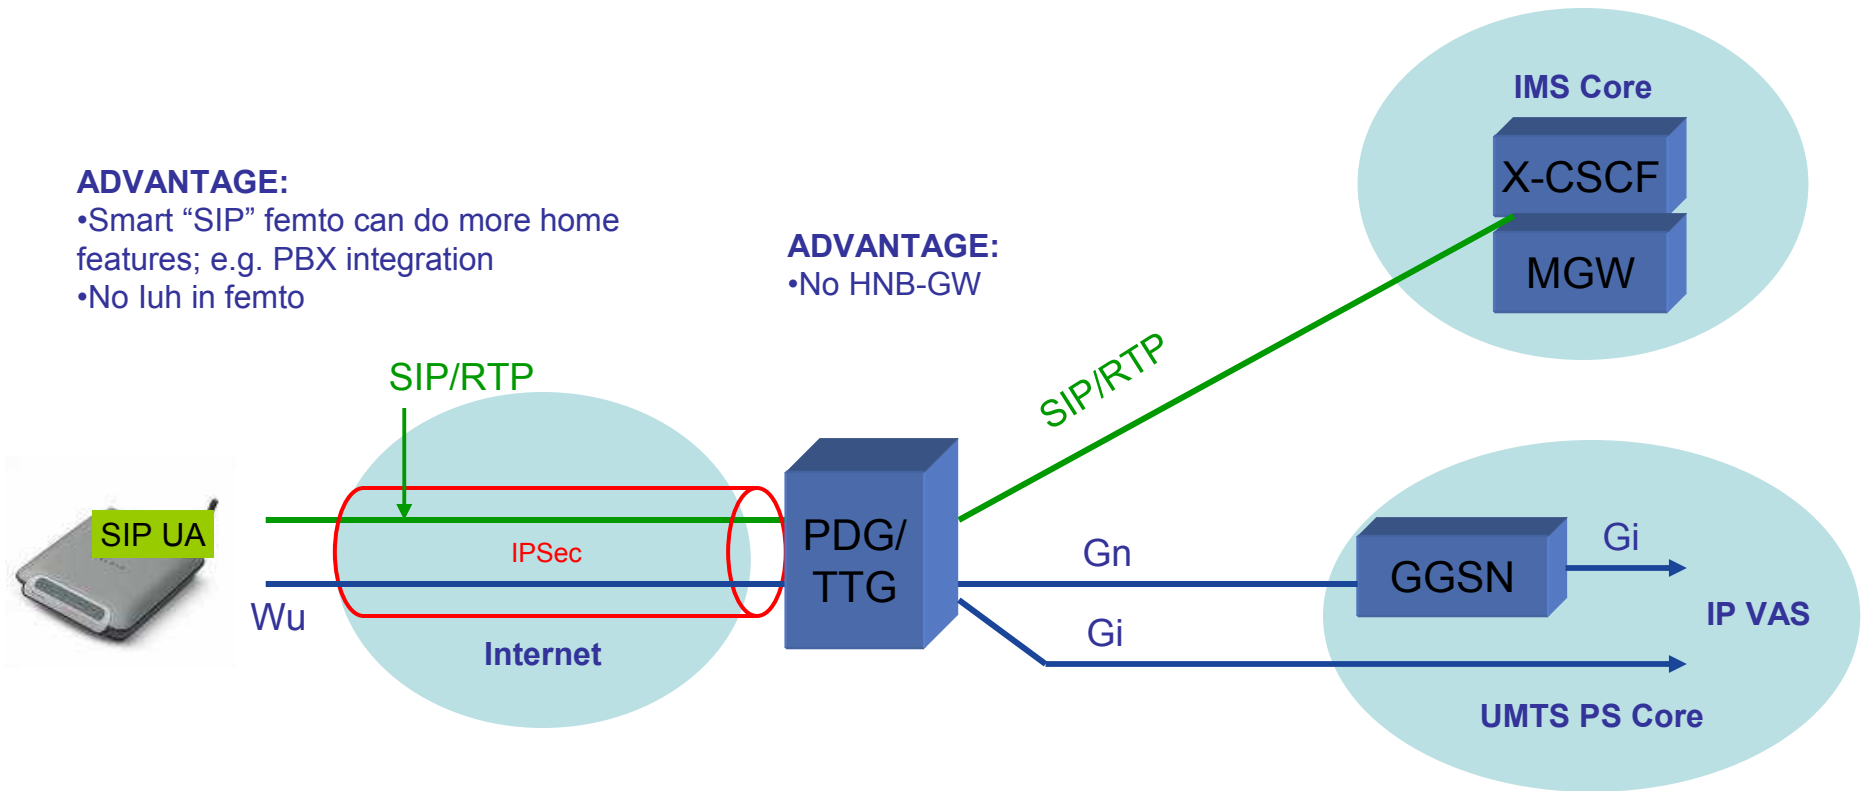 IMS Core
X-CSCF
MGW
ADVANTAGE:
•Smart “SIP” femto can do more home
features; e.g. PBX integration
•No Iuh in femto
ADVANTAGE:
•No HNB-GW
SIP/RTP
SIP/RTP
SIP UA
IPSec
Wu
Internet
PDG/
TTG
Gn
Gi
GGSN
Gi
IP VAS
UMTS PS Core